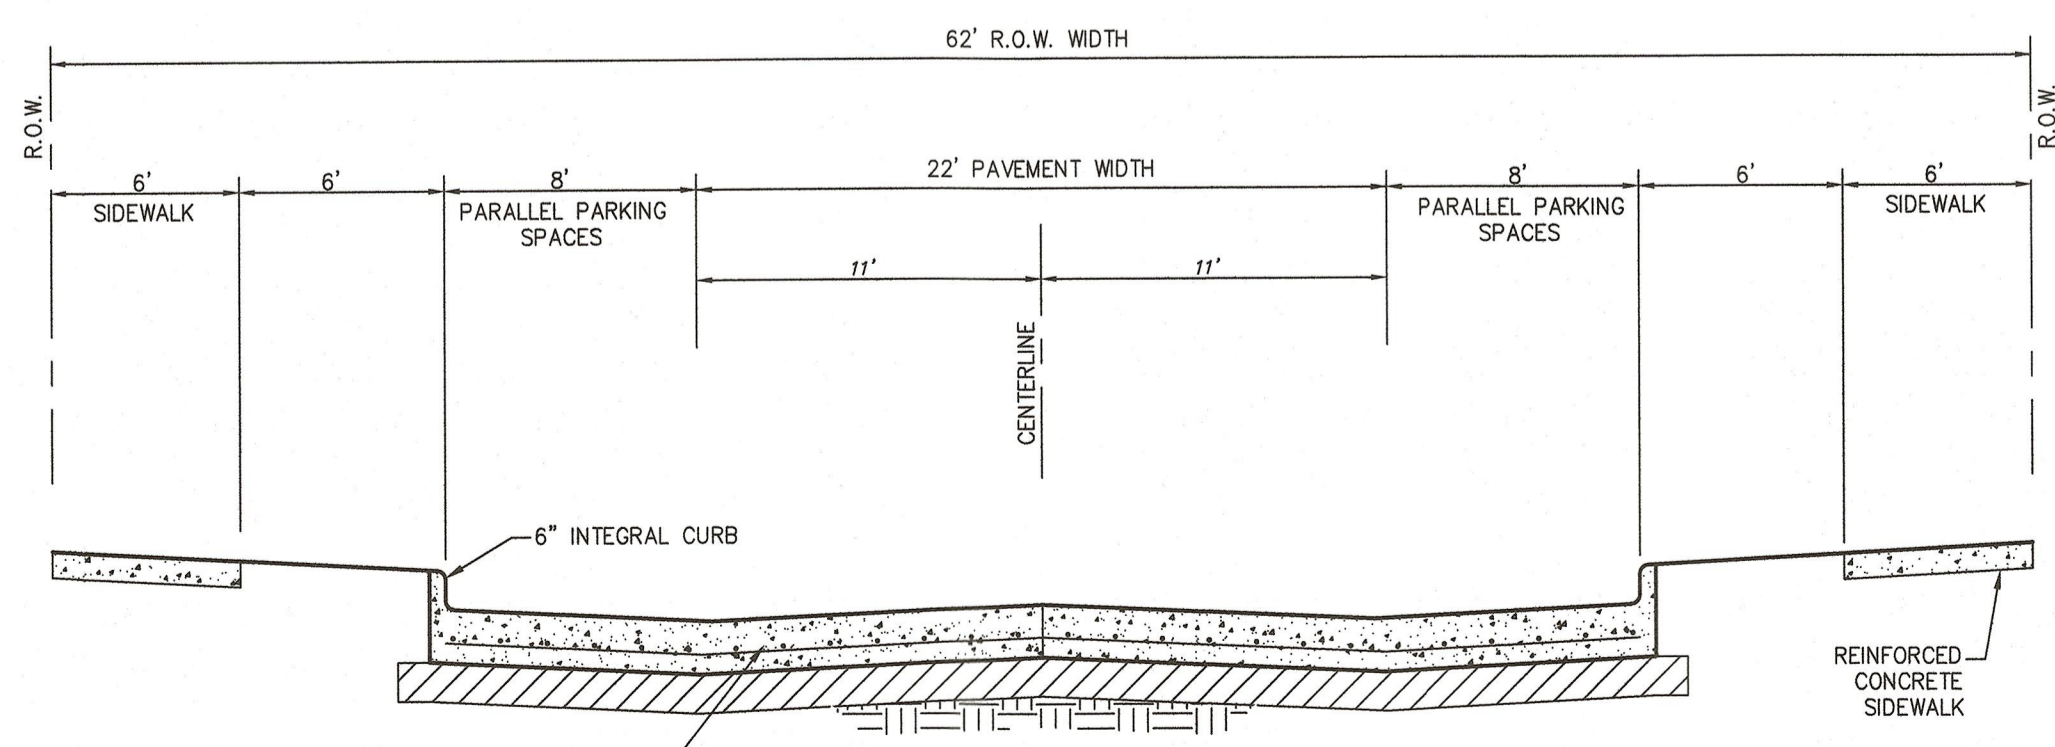 62' R.O.W. WIDTH
R.O.W.
R.O.W.
6'
6'
8'
22' PAVEMENT WIDTH
8'
6'
6'
SIDEWALK
PARALLEL PARKING
SPACES
PARALLEL PARKING
SPACES
SIDEWALK
11'
11'
CENTERLINE
6" INTEGRAL CURB
REINFORCED
CONCRETE
SIDEWALK